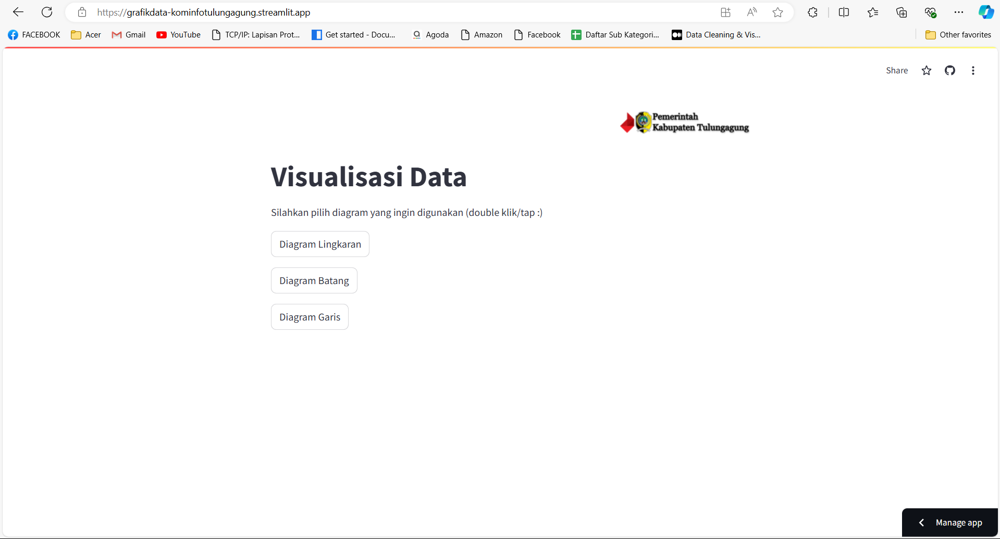 https://grafikdata-kominfotulungagung.streamlit.app
FACEBOOK Acer Gmail YouTube TCP/IP: Lapisan Prot... Get started - Docu... Agoda Amazon Facebook Daftar Sub Kategori... Data Cleaning & Vis... Other favorites
Share
Pemerintah
Kabupaten Tulungagung
Visualisasi Data
Silahkan pilih diagram yang ingin digunakan (double klik/tap :)
Diagram Lingkaran
Diagram Batang
Diagram Garis
Manage app